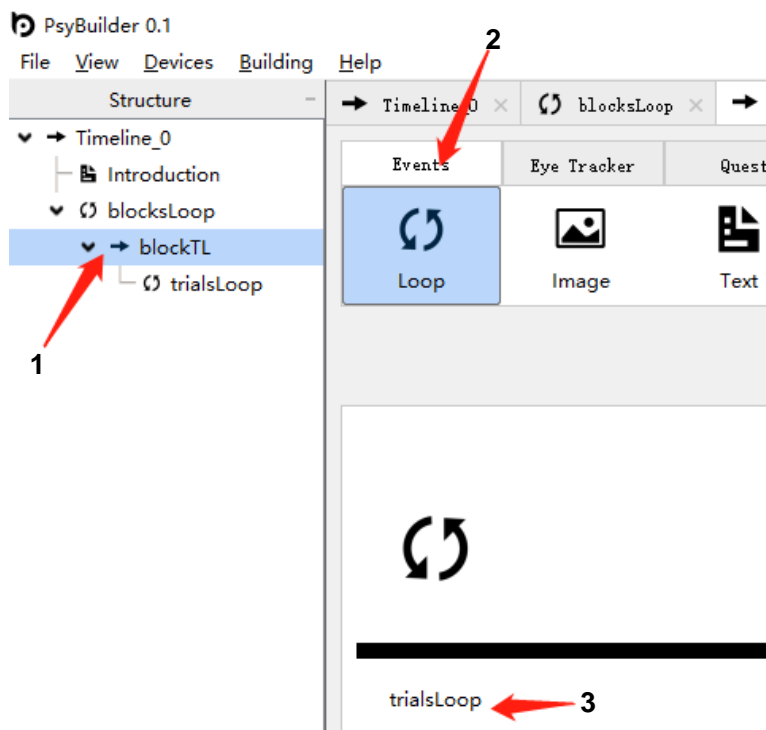 PsyBuilder 0.1
2
File View Devices Building Help
Structure
Timeline_0 blocksLoop
Timeline_0
Events Eye Tracker Quest
Introduction
blocksLoop
blockTL
Loop Image Text
trialsLoop
1
trialsLoop 3